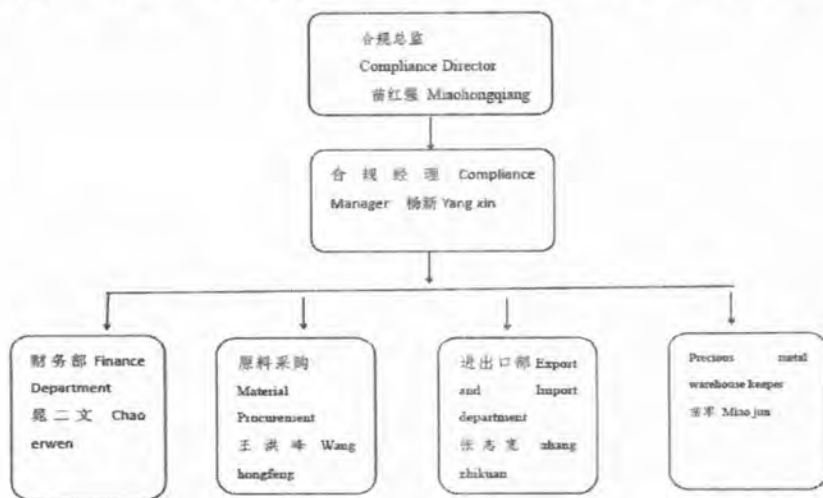 合规总监
Compliance Director
苗红强 Miaohongqiang
合规经理 Compliance
Manager 杨新 Yang xin
财务部 Finance
Department
晁二文 Chao
erwen
原料采购
Material
Procurement
王洪峰 Wang
hongfeng
进出口部 Export
and Import
department
张志宽 zhang
zhikuan
Precious metal
warehouse keeper
苗军 Miao jun